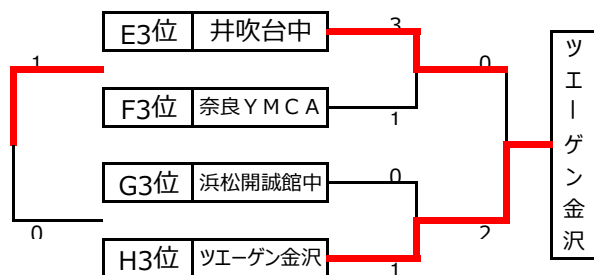 E3位 井吹台中 3
1 0
F3位 奈良YMCA 1
G3位 浜松開誠館中 0
0 2
H3位 ツエーゲン金沢 1
ツエーゲン金沢